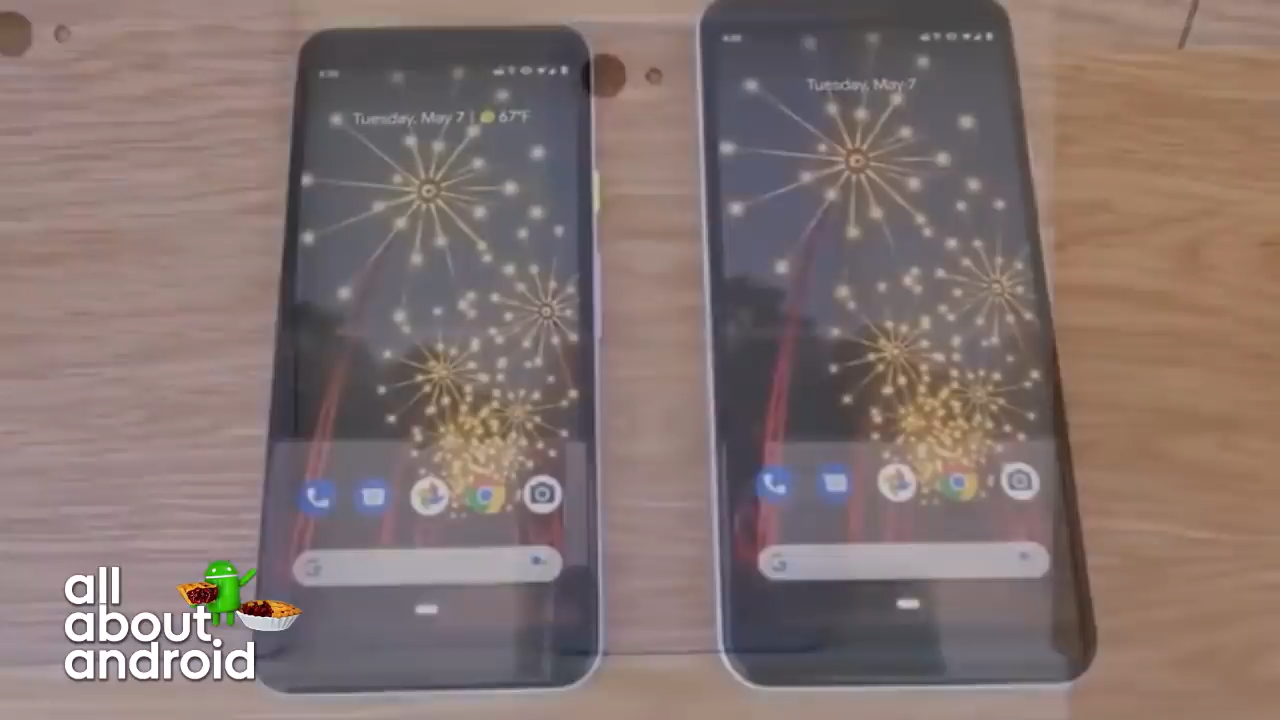 Tuesday, May 7 | 67°F
Tuesday, May 7
all
about
android